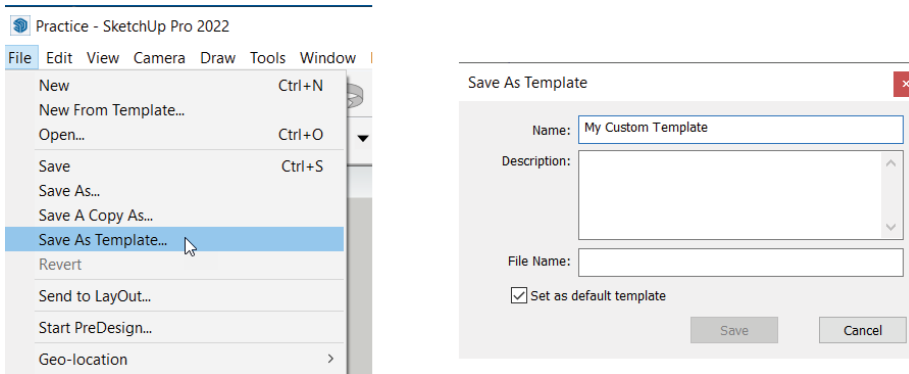 Practice - SketchUp Pro 2022
File Edit View Camera Draw Tools Window
New Ctrl+N
New From Template...
Open... Ctrl+O
Save Ctrl+S
Save As...
Save A Copy As...
Save As Template...
Revert
Send to LayOut...
Start PreDesign...
Geo-location
Save As Template
Name: My Custom Template
Description:
File Name:
Set as default template
Save Cancel